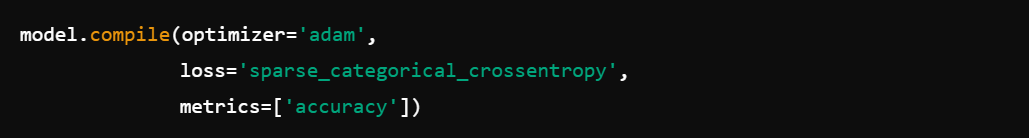 model.compile(optimizer='adam',
              loss='sparse_categorical_crossentropy',
              metrics=['accuracy'])